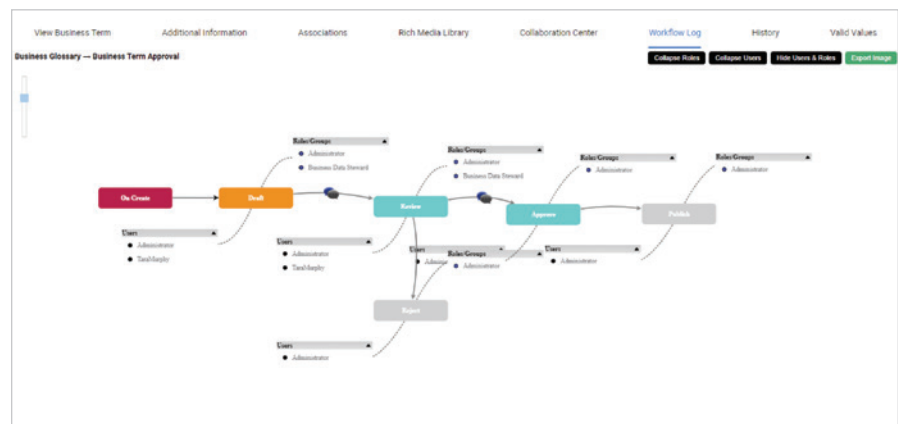 View Business Term Additional Information Associations Rich Media Library Collaboration Center Workflow Log History Valid Values
Business Glossary — Business Term Approval
Collapse Roles Collapse Users Hide Users & Roles Export Image
Roles/Groups
Administrator
Business Data Steward
Roles/Groups
Administrator
Business Data Steward
Roles/Groups
Administrator
Roles/Groups
Administrator
On Create
Draft
Review
Approve
Publish
Users
Administrator
TaraMurphy
Users
Administrator
TaraMurphy
Users
Roles/Groups
Administrator
Users
Administrator
Reject
Users
Administrator